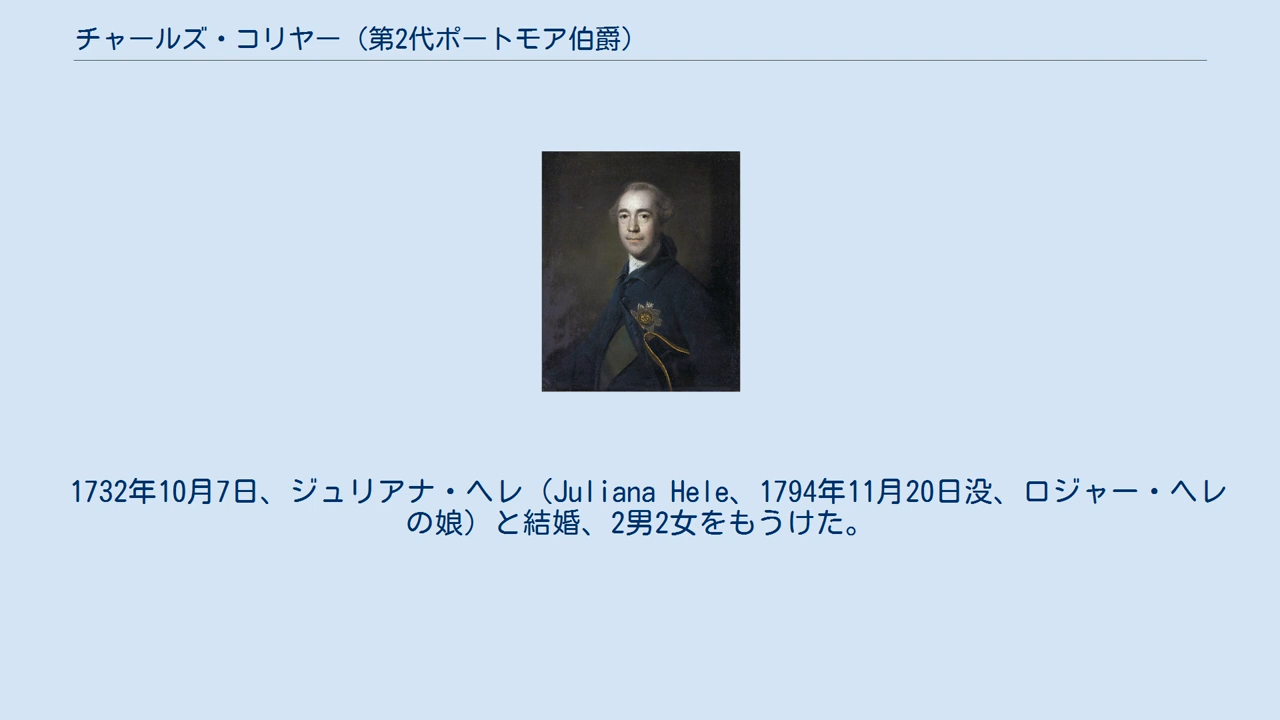 チャールズ・コリヤー（第2代ポートモア伯爵）
1732年10月7日、ジュリアナ・ヘレ（Juliana Hele、1794年11月20日没、ロジャー・ヘレ
の娘）と結婚、2男2女をもうけた。